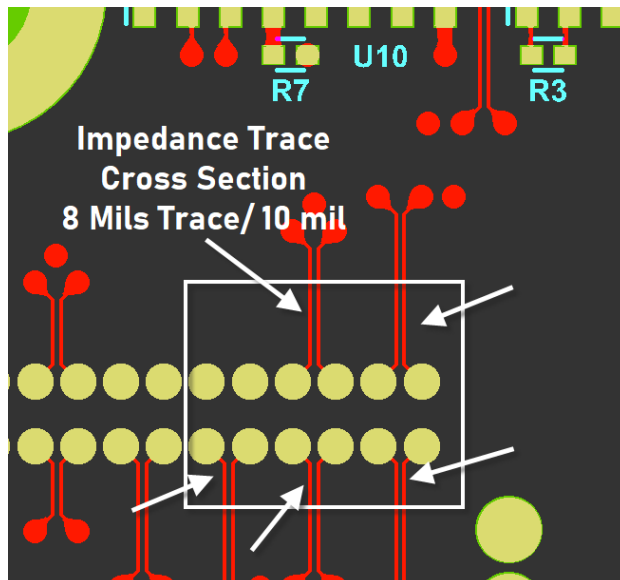 U10
R7
R3
Impedance Trace
Cross Section
8 Mils Trace/ 10 mil